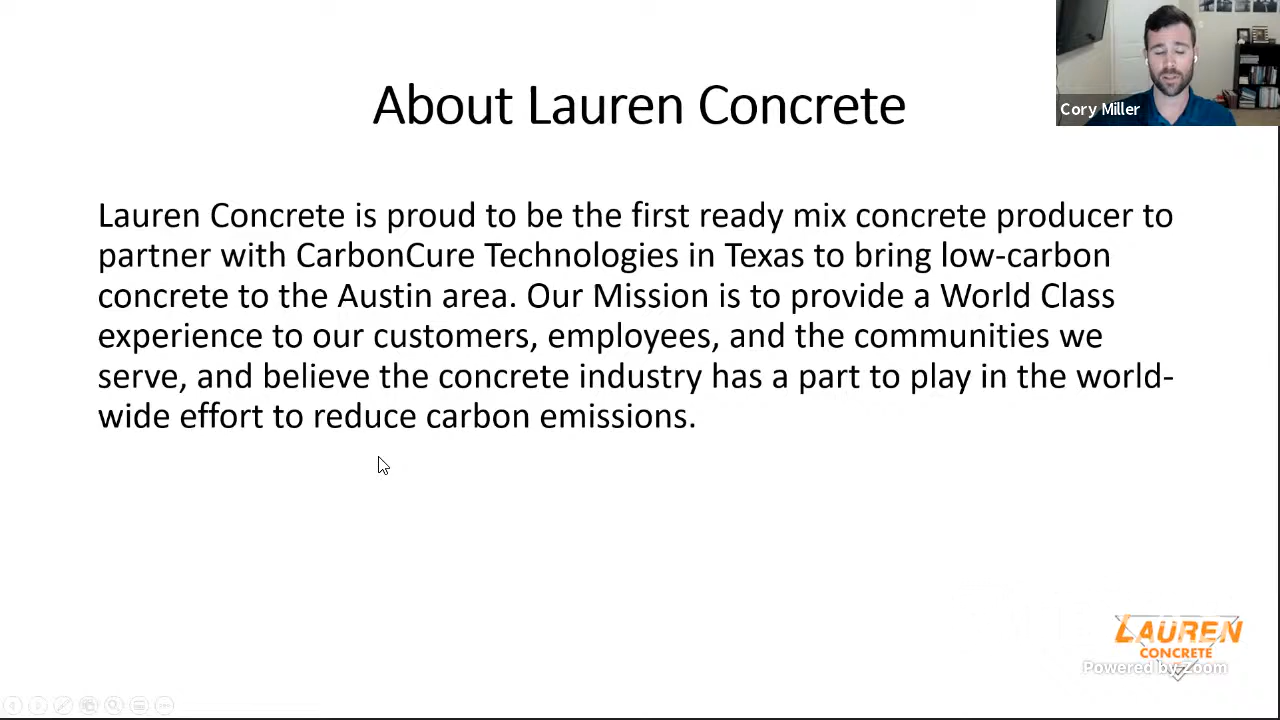 Cory Miller
About Lauren Concrete
Lauren Concrete is proud to be the first ready mix concrete producer to
partner with CarbonCure Technologies in Texas to bring low-carbon
concrete to the Austin area. Our Mission is to provide a World Class
experience to our customers, employees, and the communities we
serve, and believe the concrete industry has a part to play in the world-
wide effort to reduce carbon emissions.
LAUREN
CONCRETE
Powered by Zoom